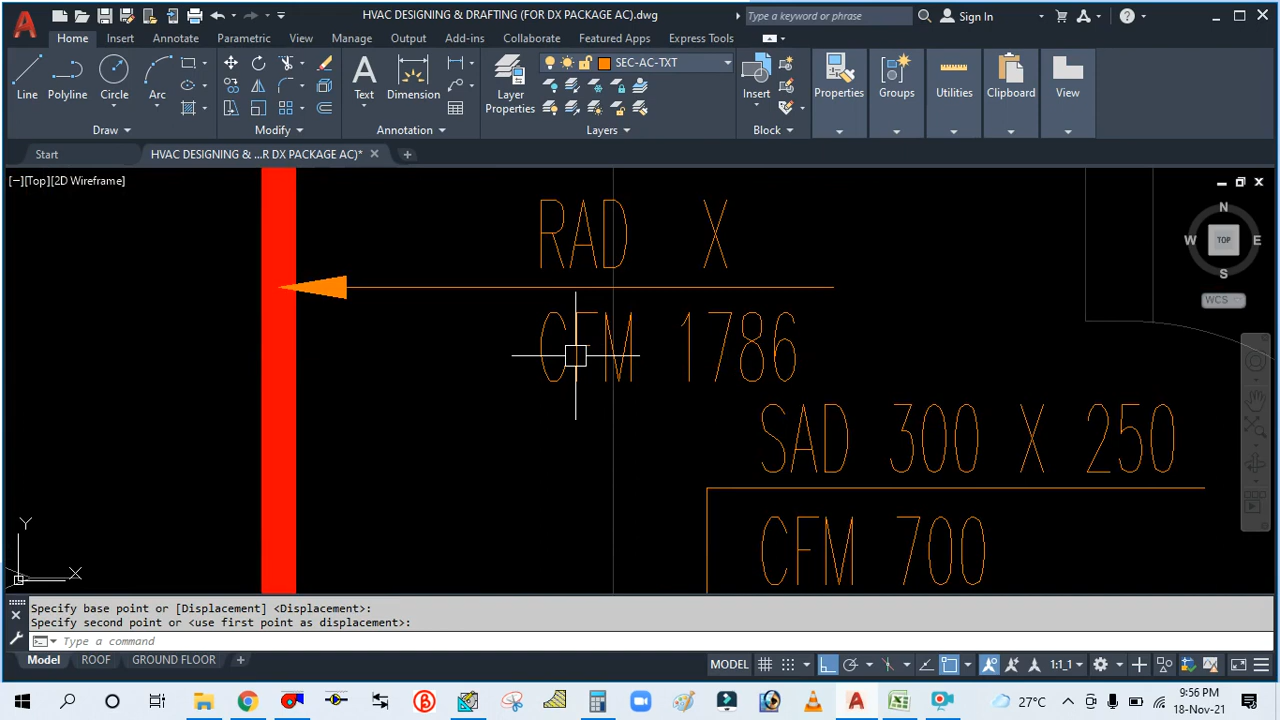 HVAC DESIGNING & DRAFTING (FOR DX PACKAGE AC).dwg
Type a keyword or phrase
Sign In
Home
Insert
Annotate
Parametric
View
Manage
Output
Add-ins
Collaborate
Featured Apps
Express Tools
Line
Polyline
Circle
Arc
Text
Dimension
Layer
Properties
SEC-AC-TXT
Insert
Properties
Groups
Utilities
Clipboard
View
Draw
Modify
Annotation
Layers
Block
Start
HVAC DESIGNING & ...R DX PACKAGE AC)*
[−][Top][2D Wireframe]
N
W
TOP
E
S
WCS
RAD X
CFM 1786
SAD 300 X 250
CFM 700
Y
X
Specify base point or [Displacement] <Displacement>:
Specify second point or <use first point as displacement>:
Type a command
Model
ROOF
GROUND FLOOR
MODEL
1:1
27°C
9:56 PM
18-Nov-21